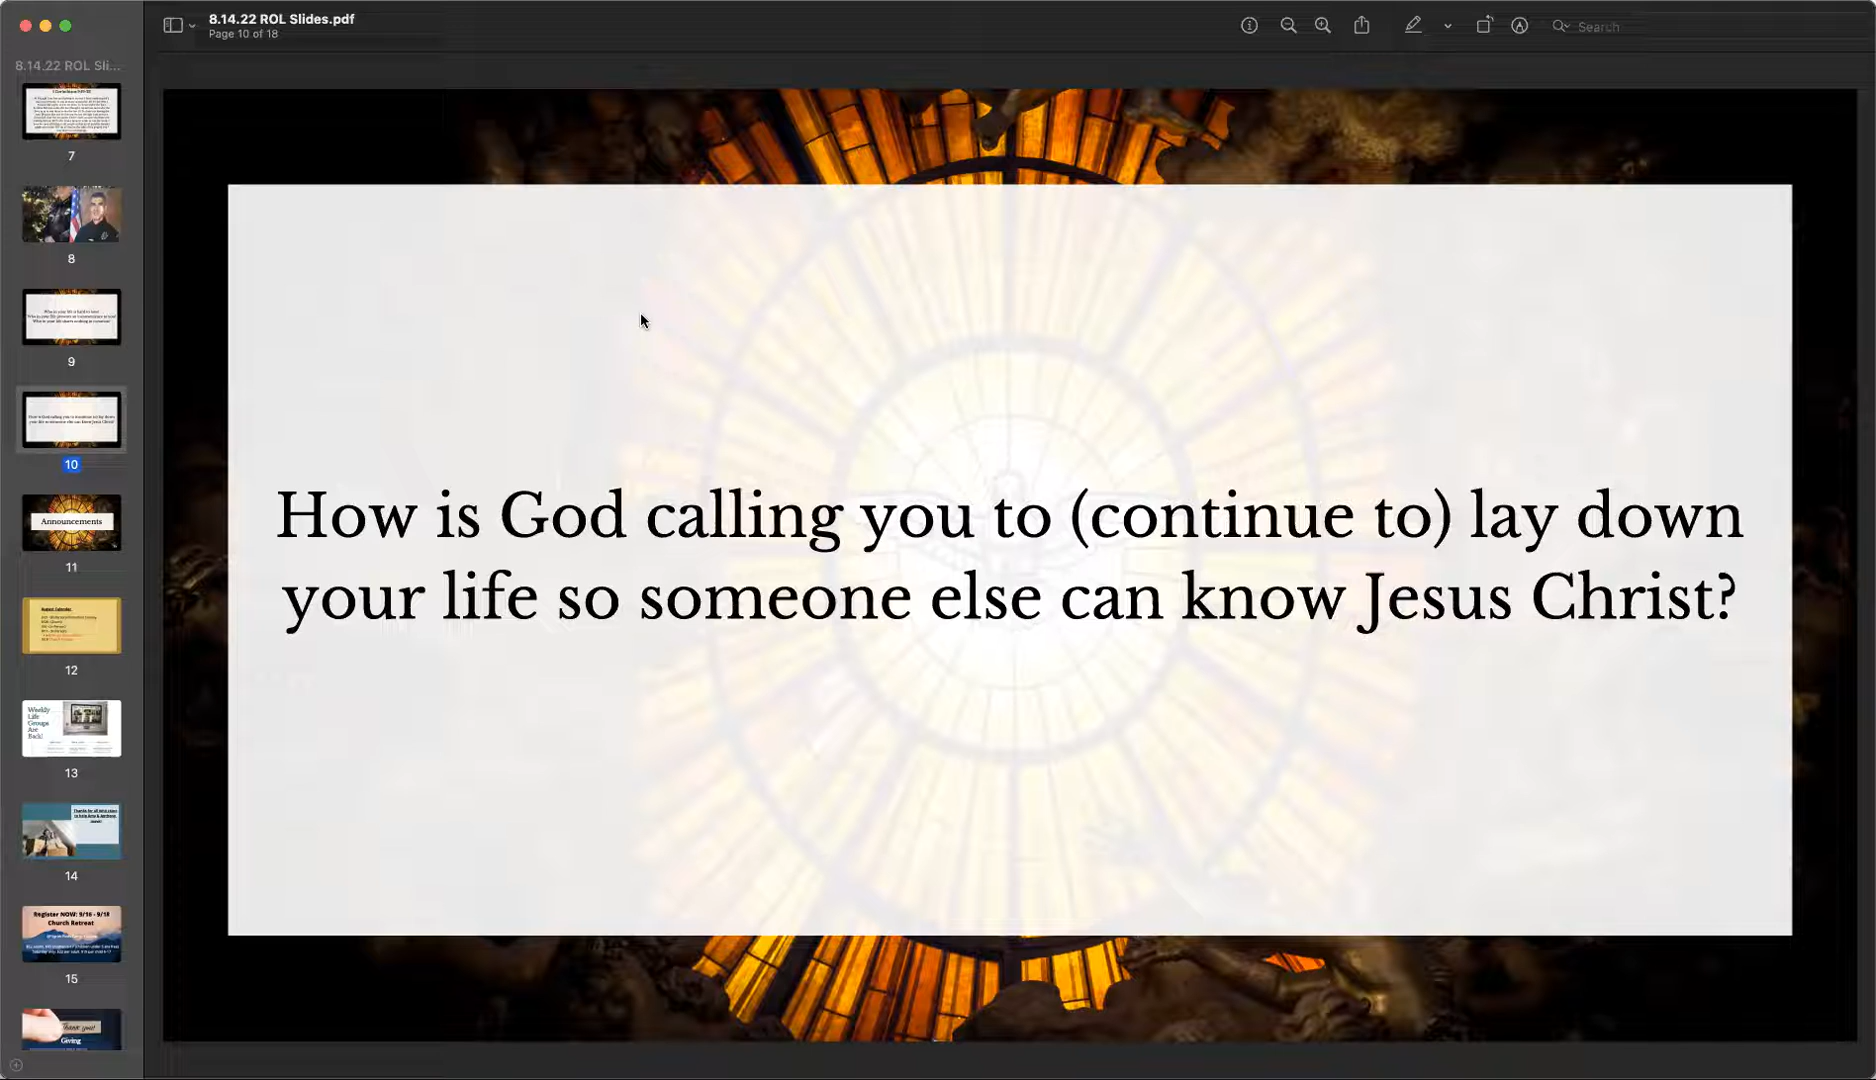 8.14.22 ROL Slides.pdf
Page 10 of 18
Search
8.14.22 ROL Sli...
7
8
9
10
Announcements
11
12
Weekly
Life
Groups
Are
Back!
13
14
Register NOW: 9/16 - 9/18
Church Retreat
15
Thank you!
Giving
How is God calling you to (continue to) lay down
your life so someone else can know Jesus Christ?